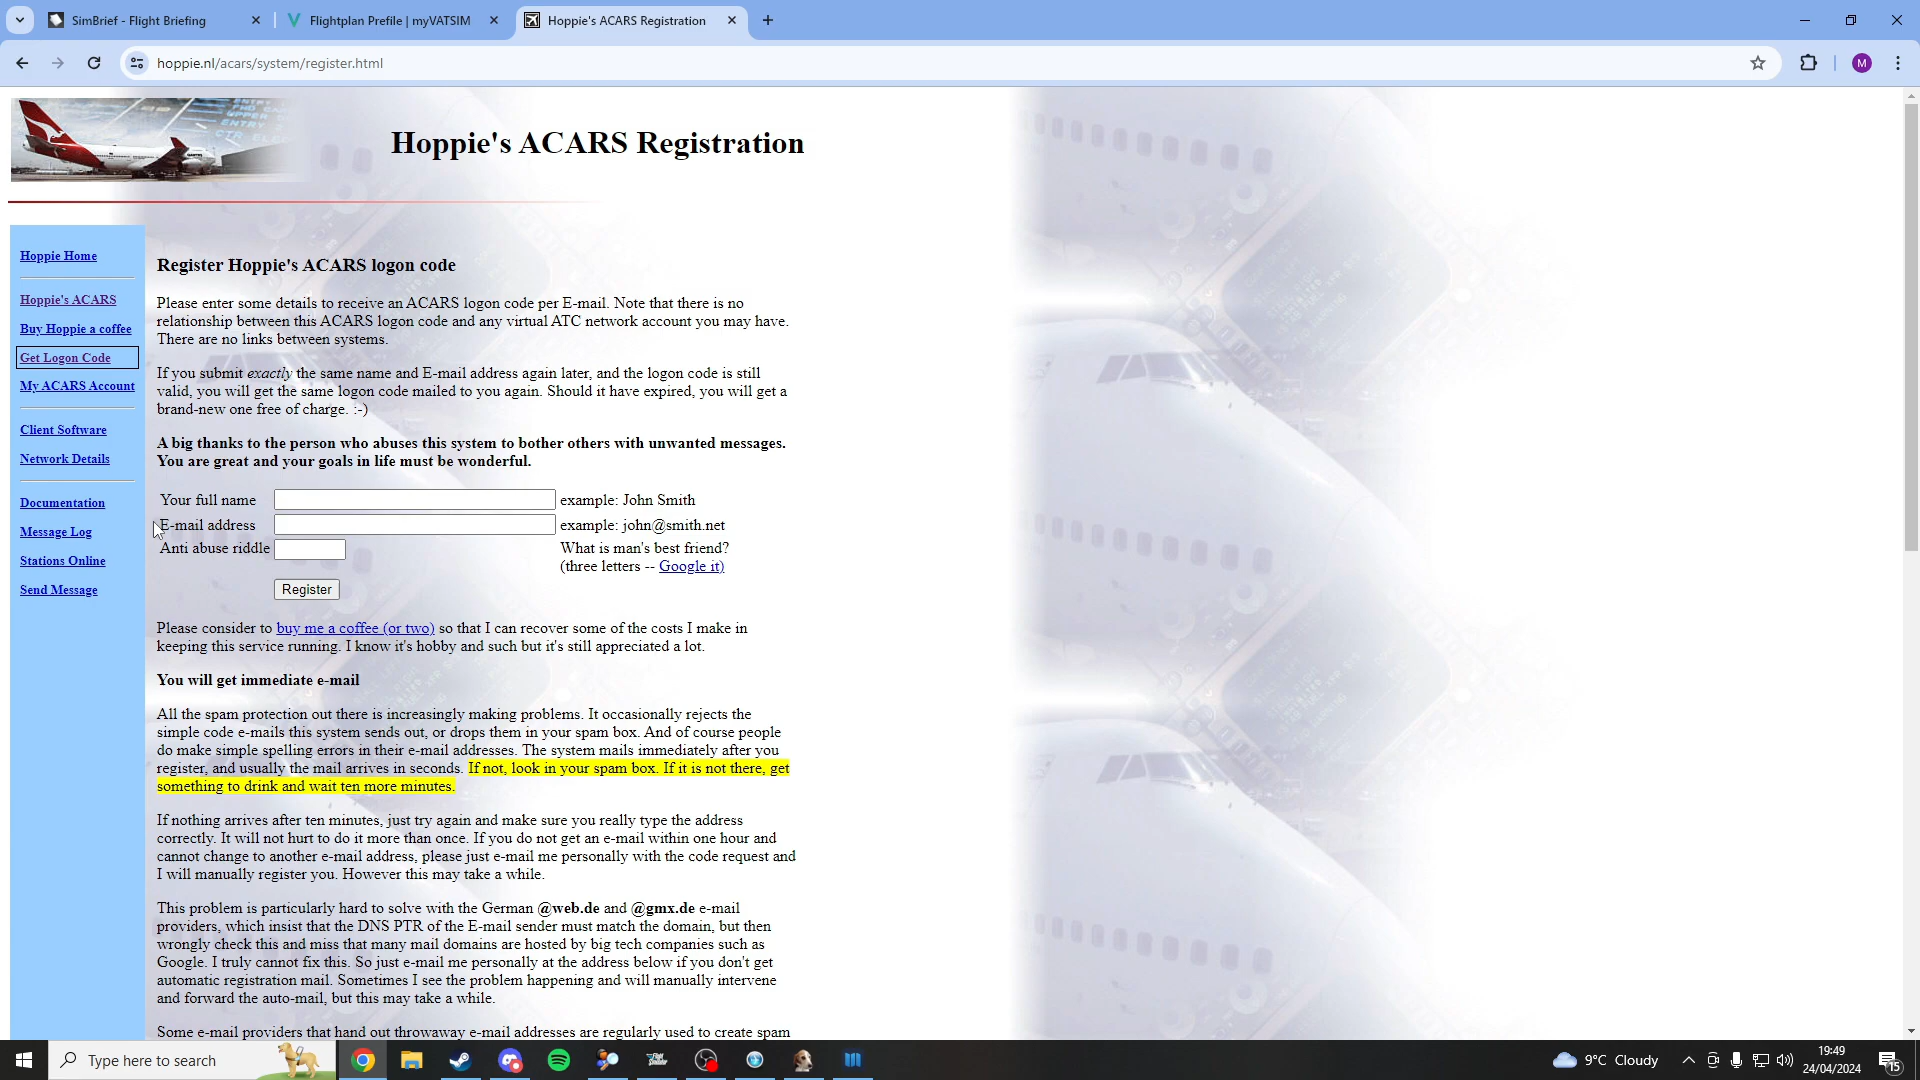 SimBrief - Flight Briefing
Flightplan Prefile | myVATSIM
Hoppie's ACARS Registration
hoppie.nl/acars/system/register.html
M
Hoppie's ACARS Registration
Hoppie Home
Hoppie's ACARS
Buy Hoppie a coffee
Get Logon Code
My ACARS Account
Client Software
Network Details
Documentation
Message Log
Stations Online
Send Message
Register Hoppie's ACARS logon code
Please enter some details to receive an ACARS logon code per E-mail. Note that there is no
relationship between this ACARS logon code and any virtual ATC network account you may have.
There are no links between systems.
If you submit exactly the same name and E-mail address again later, and the logon code is still
valid, you will get the same logon code mailed to you again. Should it have expired, you will get a
brand-new one free of charge. :-)
A big thanks to the person who abuses this system to bother others with unwanted messages.
You are great and your goals in life must be wonderful.
Your full name example: John Smith
E-mail address example: john@smith.net
Anti abuse riddle What is man's best friend?
(three letters -- Google it)
Register
Please consider to buy me a coffee (or two) so that I can recover some of the costs I make in
keeping this service running. I know it's hobby and such but it's still appreciated a lot.
You will get immediate e-mail
All the spam protection out there is increasingly making problems. It occasionally rejects the
simple code e-mails this system sends out, or drops them in your spam box. And of course people
do make simple spelling errors in their e-mail addresses. The system mails immediately after you
register, and usually the mail arrives in seconds. If not, look in your spam box. If it is not there, get
something to drink and wait ten more minutes.
If nothing arrives after ten minutes, just try again and make sure you really type the address
correctly. It will not hurt to do it more than once. If you do not get an e-mail within one hour and
cannot change to another e-mail address, please just e-mail me personally with the code request and
I will manually register you. However this may take a while.
This problem is particularly hard to solve with the German @web.de and @gmx.de e-mail
providers, which insist that the DNS PTR of the E-mail sender must match the domain, but then
wrongly check this and miss that many mail domains are hosted by big tech companies such as
Google. I truly cannot fix this. So just e-mail me personally at the address below if you don't get
automatic registration mail. Sometimes I see the problem happening and will manually intervene
and forward the auto-mail, but this may take a while.
Some e-mail providers that hand out throwaway e-mail addresses are regularly used to create spam
Type here to search
9°C Cloudy
19:49
24/04/2024
15